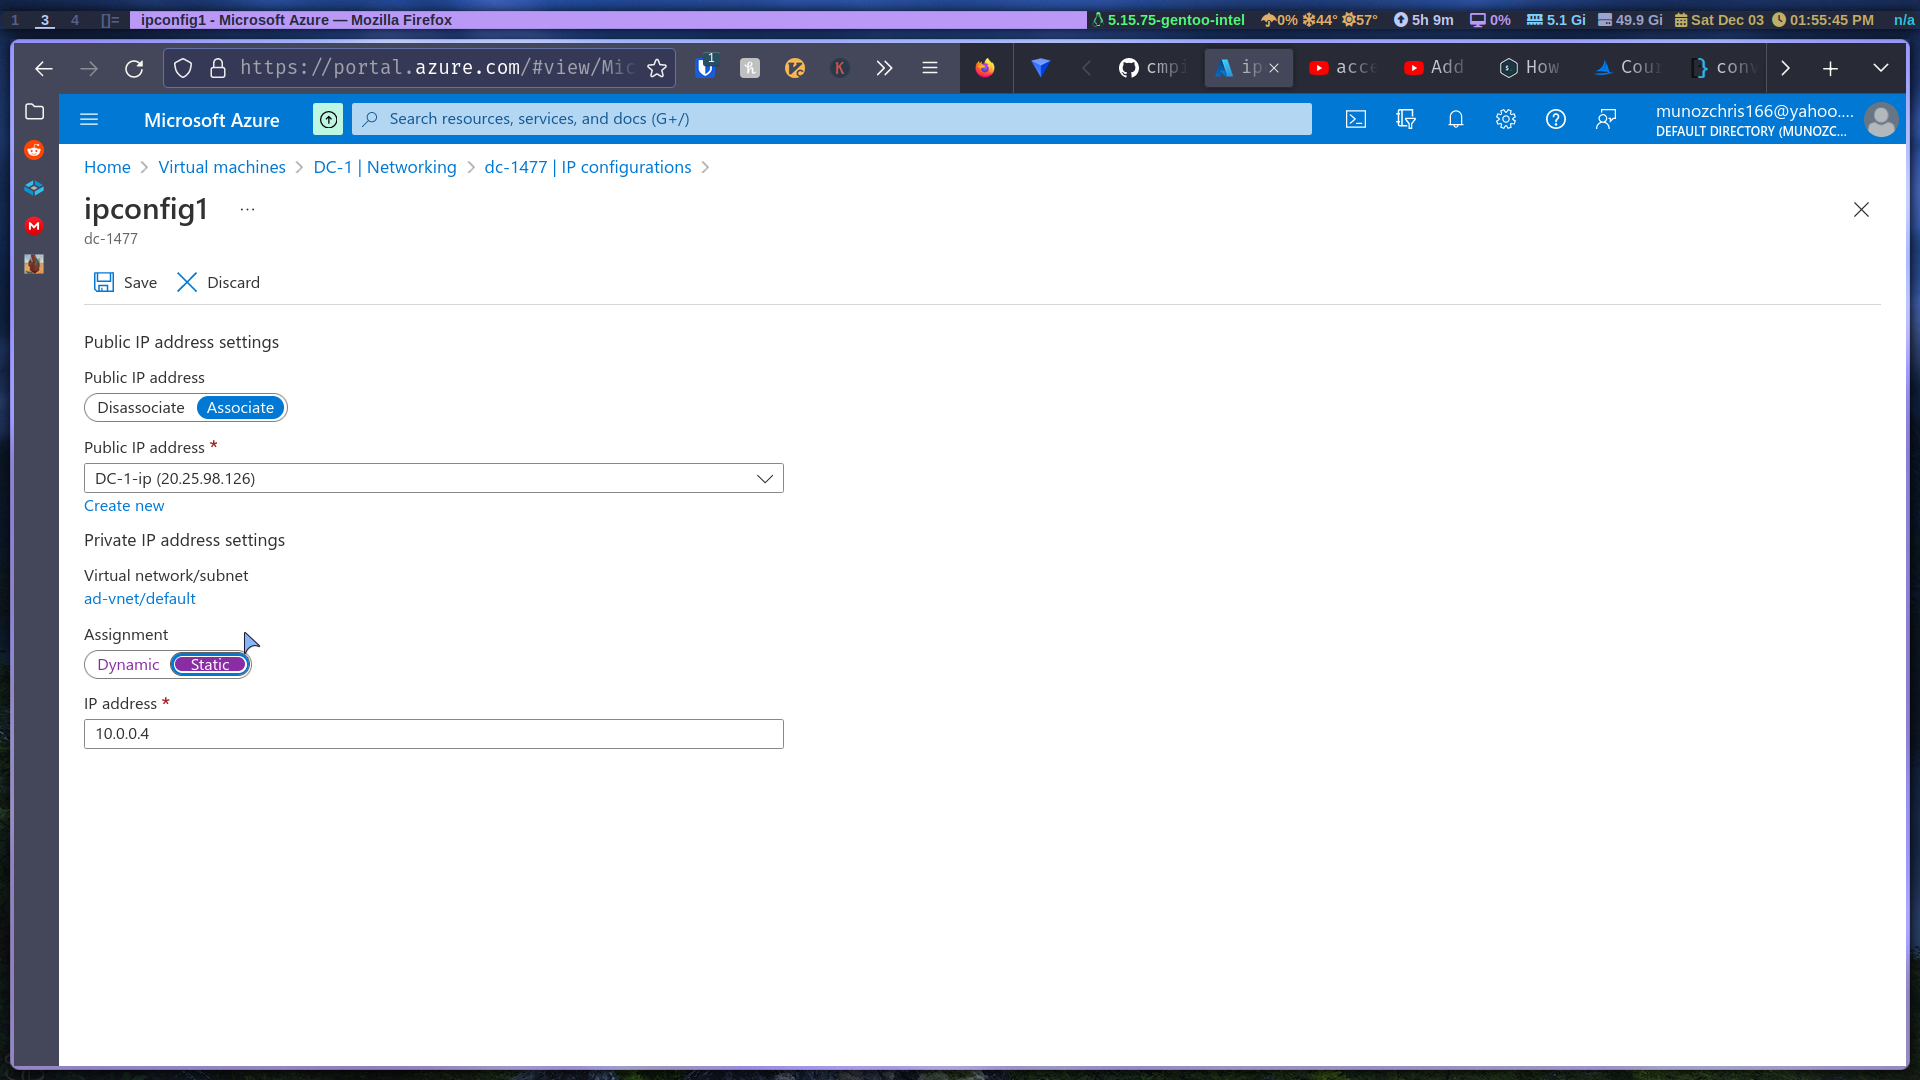 1 3 4 []= ipconfig1 - Microsoft Azure — Mozilla Firefox 5.15.75-gentoo-intel 0% 44° 57° 5h 9m 0% 5.1 Gi 49.9 Gi Sat Dec 03 01:55:45 PM n/a
https://portal.azure.com/#view/Mic 1 h K cmpi ip acce Add How Cour conv
Microsoft Azure Search resources, services, and docs (G+/) munozchris166@yahoo....
DEFAULT DIRECTORY (MUNOZC...
Home > Virtual machines > DC-1 | Networking > dc-1477 | IP configurations >
ipconfig1 ...
dc-1477
Save Discard
Public IP address settings
Public IP address
Disassociate Associate
Public IP address *
DC-1-ip (20.25.98.126)
Create new
Private IP address settings
Virtual network/subnet
ad-vnet/default
Assignment
Dynamic Static
IP address *
10.0.0.4